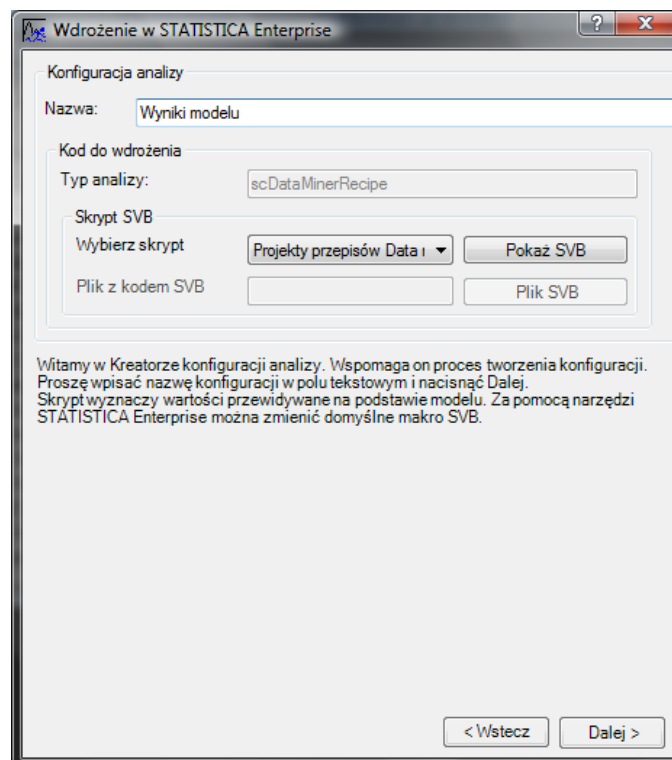 Wdrożenie w STATISTICA Enterprise
Konfiguracja analizy
Nazwa: Wyniki modelu
Kod do wdrożenia
Typ analizy: scDataMinerRecipe
Skrypt SVB
Wybierz skrypt Projekty przepisów Data Pokaż SVB
Plik z kodem SVB Plik SVB
Witamy w Kreatorze konfiguracji analizy. Wspomaga on proces tworzenia konfiguracji.
Proszę wpisać nazwę konfiguracji w polu tekstowym i nacisnąć Dalej.
Skrypt wyznaczy wartości przewidywane na podstawie modelu. Za pomocą narzędzi
STATISTICA Enterprise można zmienić domyślne makro SVB.
< Wstecz Dalej >